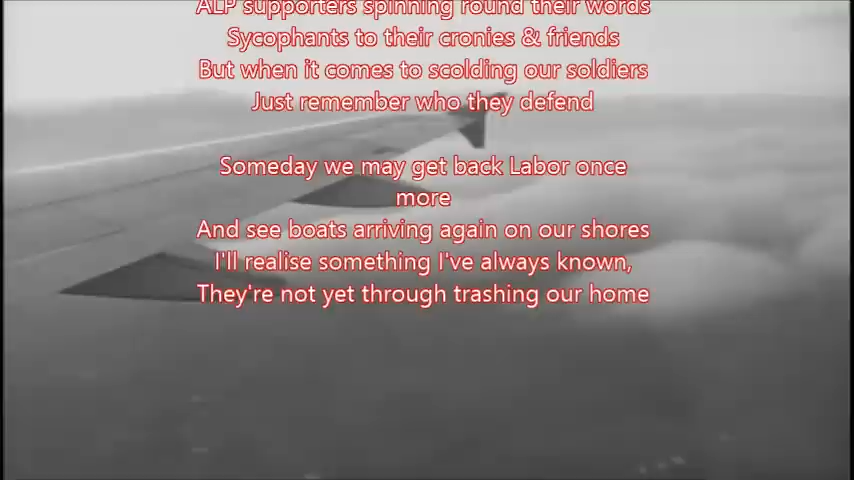 ALP supporters spinning round their words
Sycophants to their cronies & friends
But when it comes to scolding our soldiers
Just remember who they defend
Someday we may get back Labor once
more
And see boats arriving again on our shores
I'll realise something I've always known,
They're not yet through trashing our home